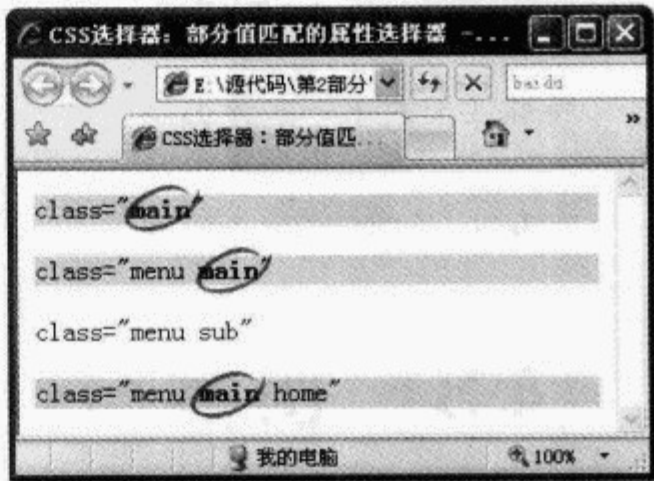 CSS选择器：部分值匹配的属性选择器 -...
E:\源代码\第2部分'
baidu
CSS选择器：部分值匹...
»
class="main"
class="menu main"
class="menu sub"
class="menu main home"
我的电脑
100%